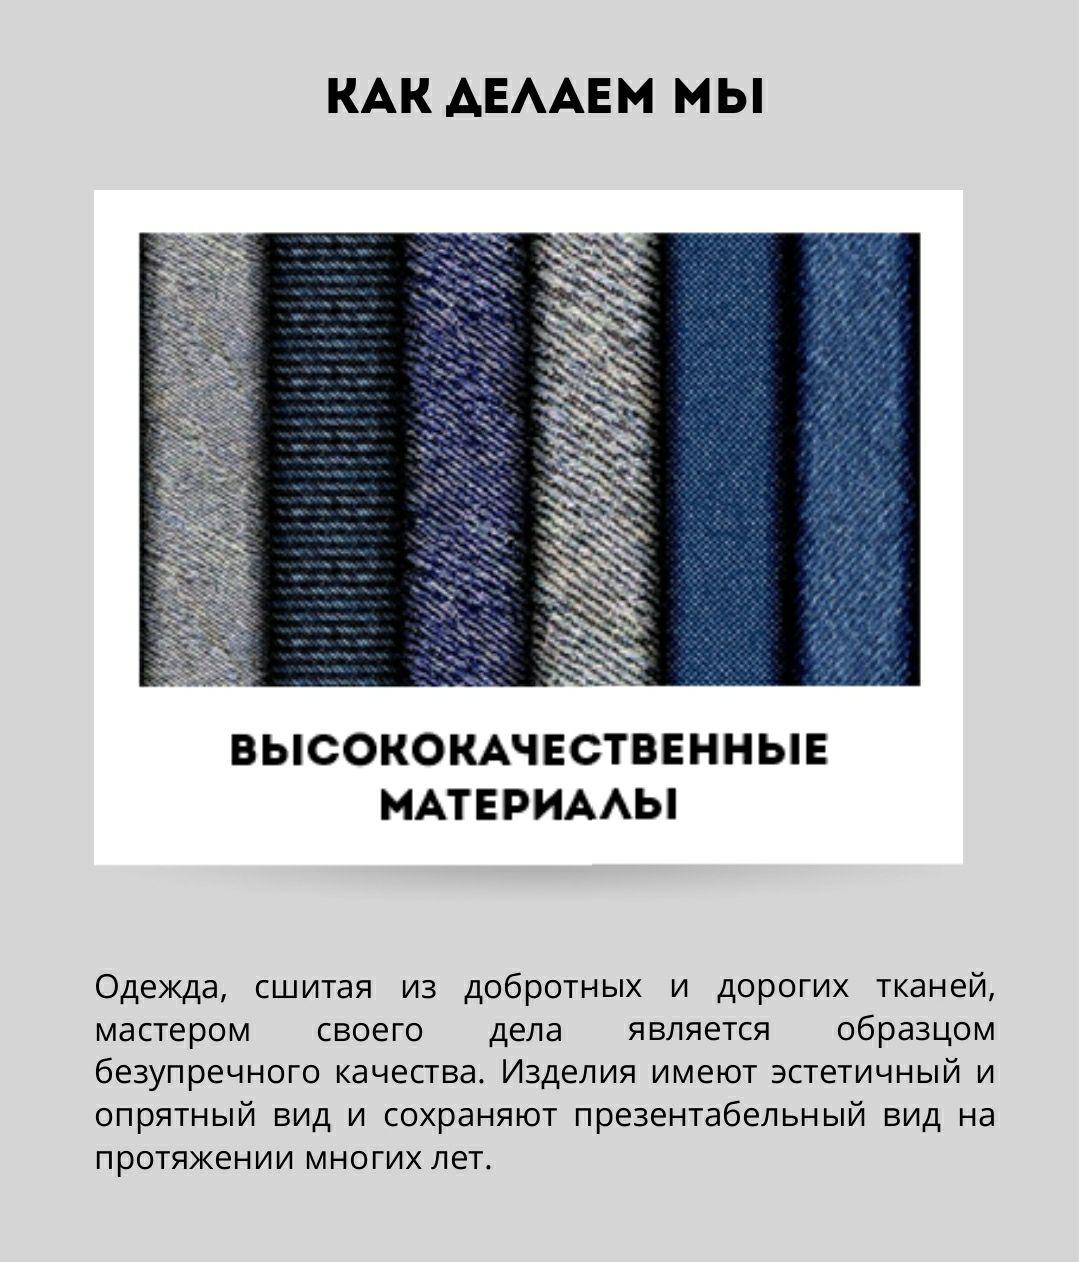 КАК ДЕЛАЕМ МЫ
ВЫСОКОКАЧЕСТВЕННЫЕ
МАТЕРИАЛЫ
Одежда, сшитая из добротных и дорогих тканей,
мастером своего дела является образцом
безупречного качества. Изделия имеют эстетичный и
опрятный вид и сохраняют презентабельный вид на
протяжении многих лет.